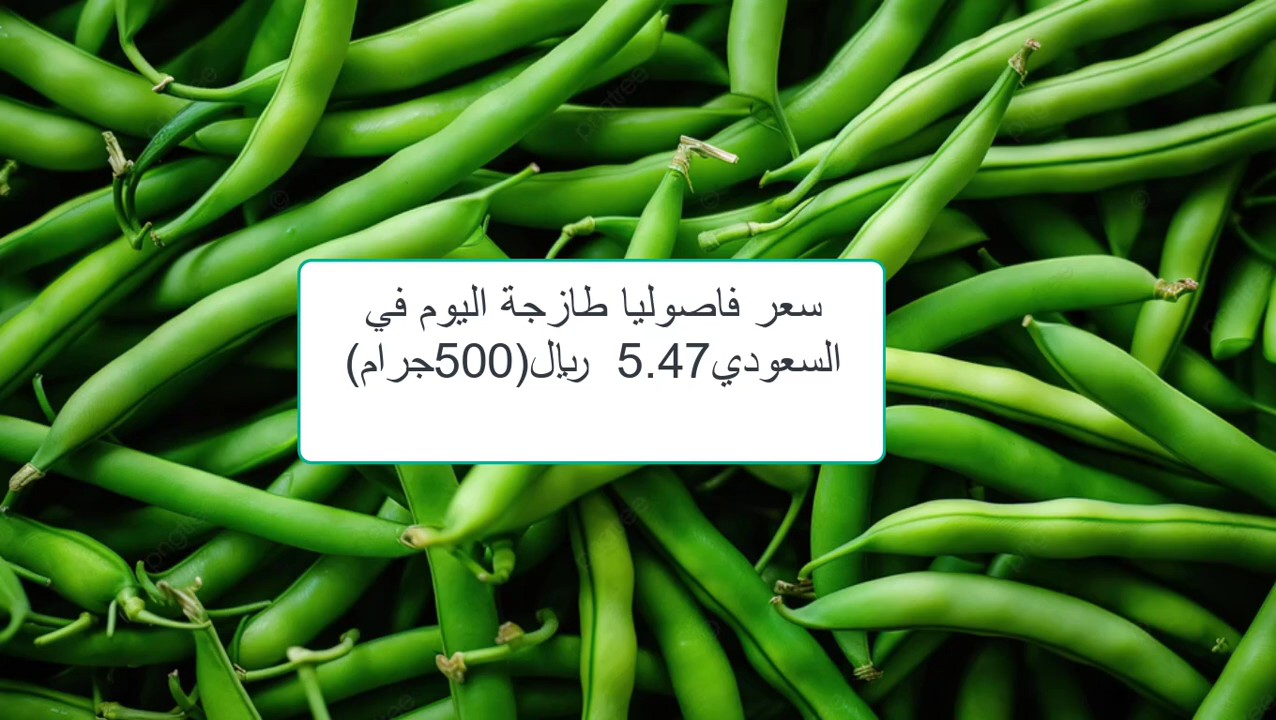 سعر فاصوليا طازجة اليوم في
السعودي5.47 ريال(500جرام)